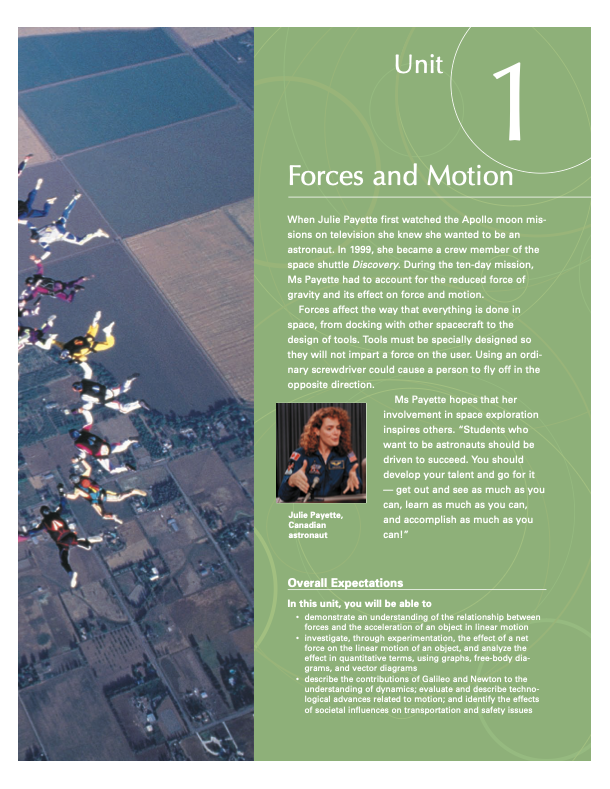 Unit
1
Forces and Motion
When Julie Payette first watched the Apollo moon mis-
sions on television she knew she wanted to be an
astronaut. In 1999, she became a crew member of the
space shuttle Discovery. During the ten-day mission,
Ms Payette had to account for the reduced force of
gravity and its effect on force and motion.
Forces affect the way that everything is done in
space, from docking with other spacecraft to the
design of tools. Tools must be specially designed so
they will not impart a force on the user. Using an ordi-
nary screwdriver could cause a person to fly off in the
opposite direction.
Ms Payette hopes that her
involvement in space exploration
inspires others. “Students who
want to be astronauts should be
driven to succeed. You should
develop your talent and go for it
— get out and see as much as you
can, learn as much as you can,
and accomplish as much as you
can!”
Julie Payette,
Canadian
astronaut
Overall Expectations
In this unit, you will be able to
• demonstrate an understanding of the relationship between
forces and the acceleration of an object in linear motion
• investigate, through experimentation, the effect of a net
force on the linear motion of an object, and analyze the
effect in quantitative terms, using graphs, free-body dia-
grams, and vector diagrams
• describe the contributions of Galileo and Newton to the
understanding of dynamics; evaluate and describe techno-
logical advances related to motion; and identify the effects
of societal influences on transportation and safety issues